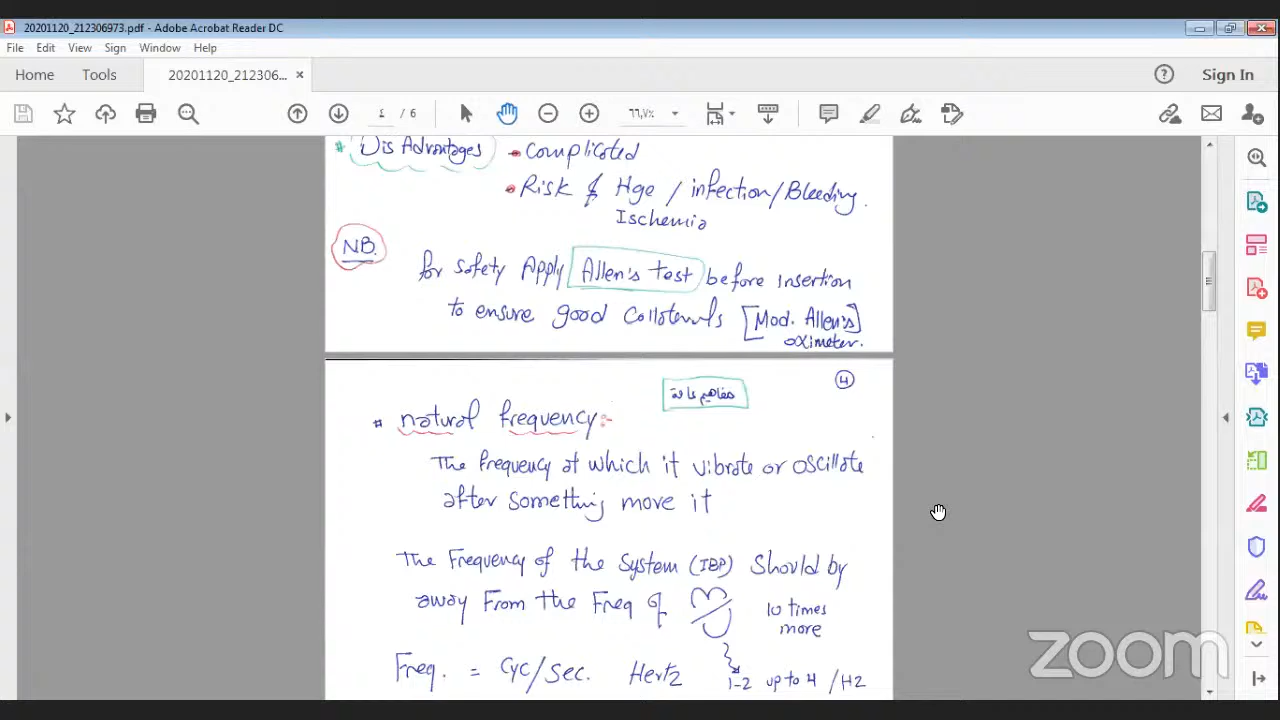 20201120_212306973.pdf - Adobe Acrobat Reader DC
File Edit View Sign Window Help
Home Tools 20201120_212306... × Sign In
٤ / 6 ٦٦٫٧٪
# Dis Advantages • Complicated
• Risk of Hge / infection / Bleeding.
Ischemia
NB.
for safety Apply Allen's test before insertion
to ensure good Collaterals [Mod. Allen's]
oximeter.
4
# natural frequency:-
The frequency at which it vibrate or oscillate
after something move it
The Frequency of the System (IBP) Should by
away From the Freq of
10 times
more
Freq. = Cyc/Sec. Hertz 1-2 up to 4 / HZ
zoom